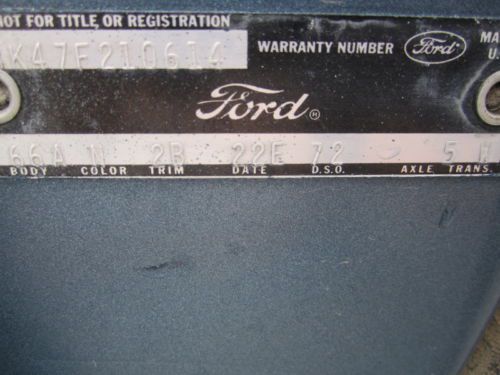 NOT FOR TITLE OR REGISTRATION
K47F210614 WARRANTY NUMBER Ford MA
U.
Ford ®
66A N 2B 22E 72 5
BODY COLOR TRIM DATE D.S.O. AXLE TRANS.